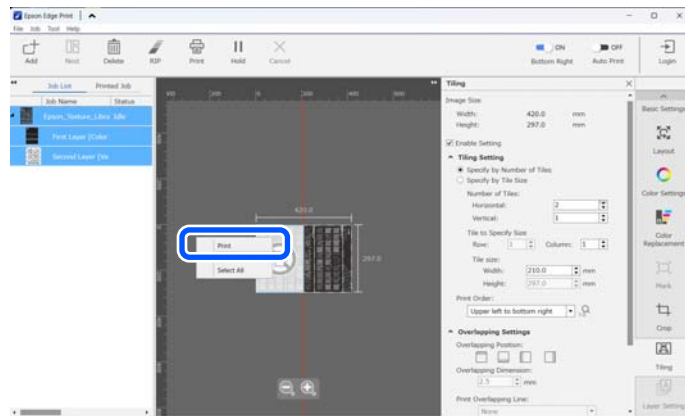 Epson Edge Print
File Job Tool Help
Add Nest Delete RIP Print Hold Cancel
ON OFF
Bottom Right Auto Print
Login
Job List Printed Job
Job Name Status
Epson_Texture_Libra Idle
First Layer [Color
Second Layer [Va
420.0
297.0
Print
Select All
Tiling
Image Size
Width: 420.0 mm
Height: 297.0 mm
Enable Setting
Tiling Setting
Specify by Number of Tiles
Specify by Tile Size
Number of Tiles:
Horizontal: 2
Vertical: 1
Tile to Specify Size
Row: 1 Column: 1
Tile size:
Width: 210.0 mm
Height: 297.0 mm
Print Order:
Upper left to bottom right
Overlapping Settings
Overlapping Position:
Overlapping Dimension:
2.5 mm
Print Overlapping Line:
None
Basic Settings
Layout
Color Settings
Color
Replacement
Mark
Crop
Tiling
Layer Setting